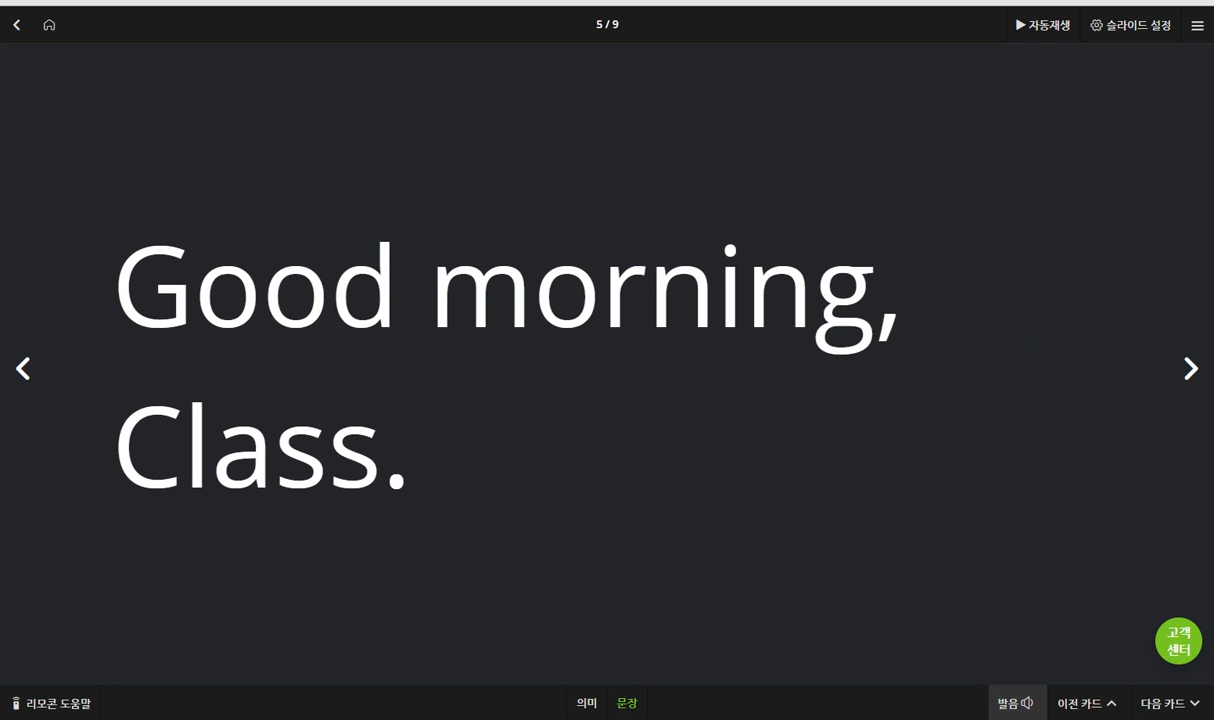 5 / 9
자동재생
슬라이드 설정
Good morning,
Class.
고객
센터
리모콘 도움말
의미
문장
발음
이전 카드
다음 카드